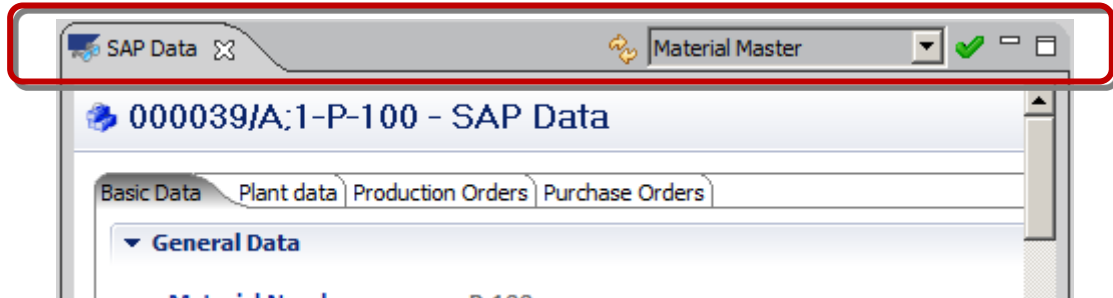 SAP Data Material Master
000039/A;1-P-100 - SAP Data
Basic Data Plant data Production Orders Purchase Orders
General Data